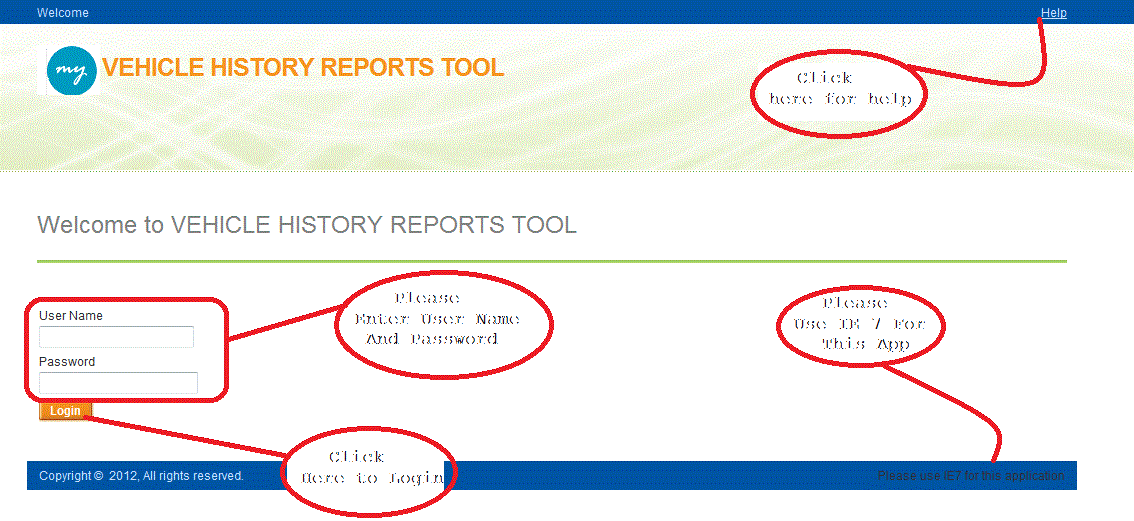 Welcome
Help
my
VEHICLE HISTORY REPORTS TOOL
Click
here for help
Welcome to VEHICLE HISTORY REPORTS TOOL
User Name
Password
Login
Please
Enter User Name
And Password
Please
Use IE 7 For
This App
Click
Here to Login
Copyright © 2012, All rights reserved.
Please use IE7 for this application